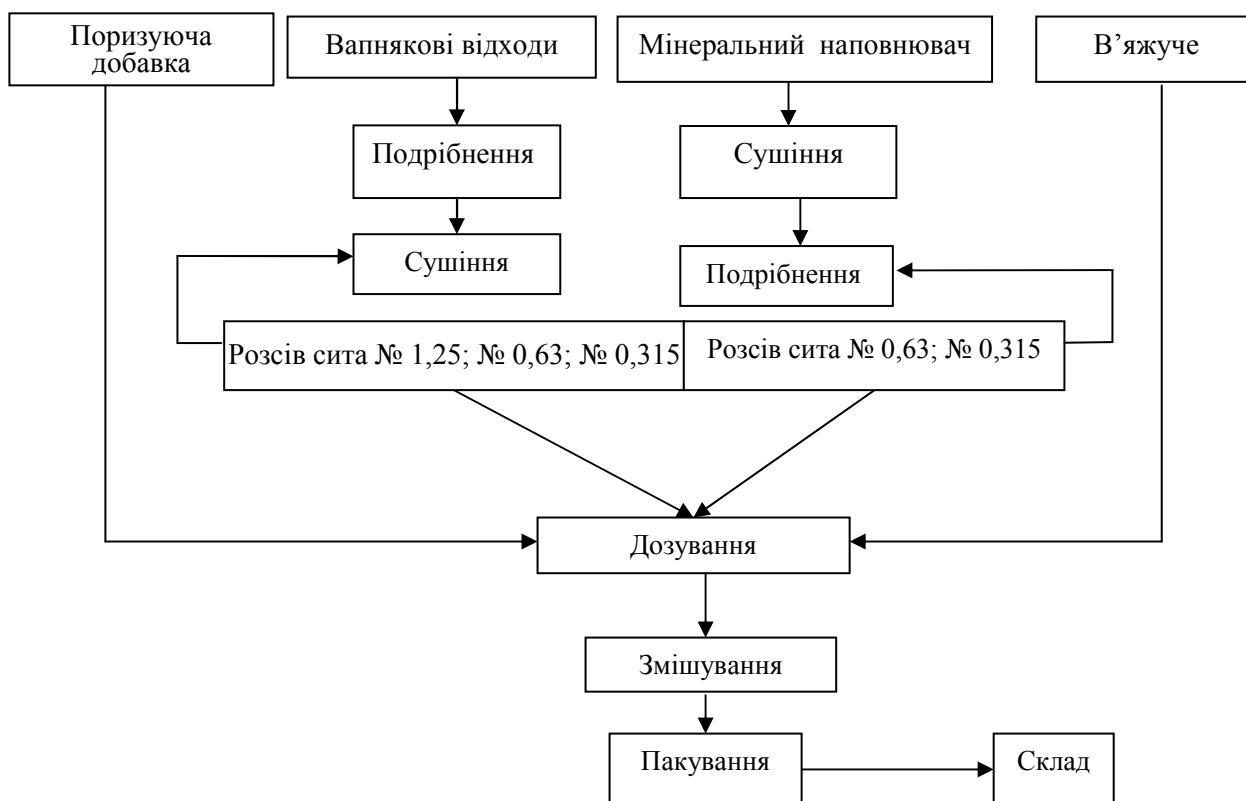 Поризуюча
добавка
Вапнякові відходи
Мінеральний наповнювач
В’яжуче
Подрібнення
Сушіння
Сушіння
Подрібнення
Розсів сита № 1,25; № 0,63; № 0,315
Розсів сита № 0,63; № 0,315
Дозування
Змішування
Пакування
Склад